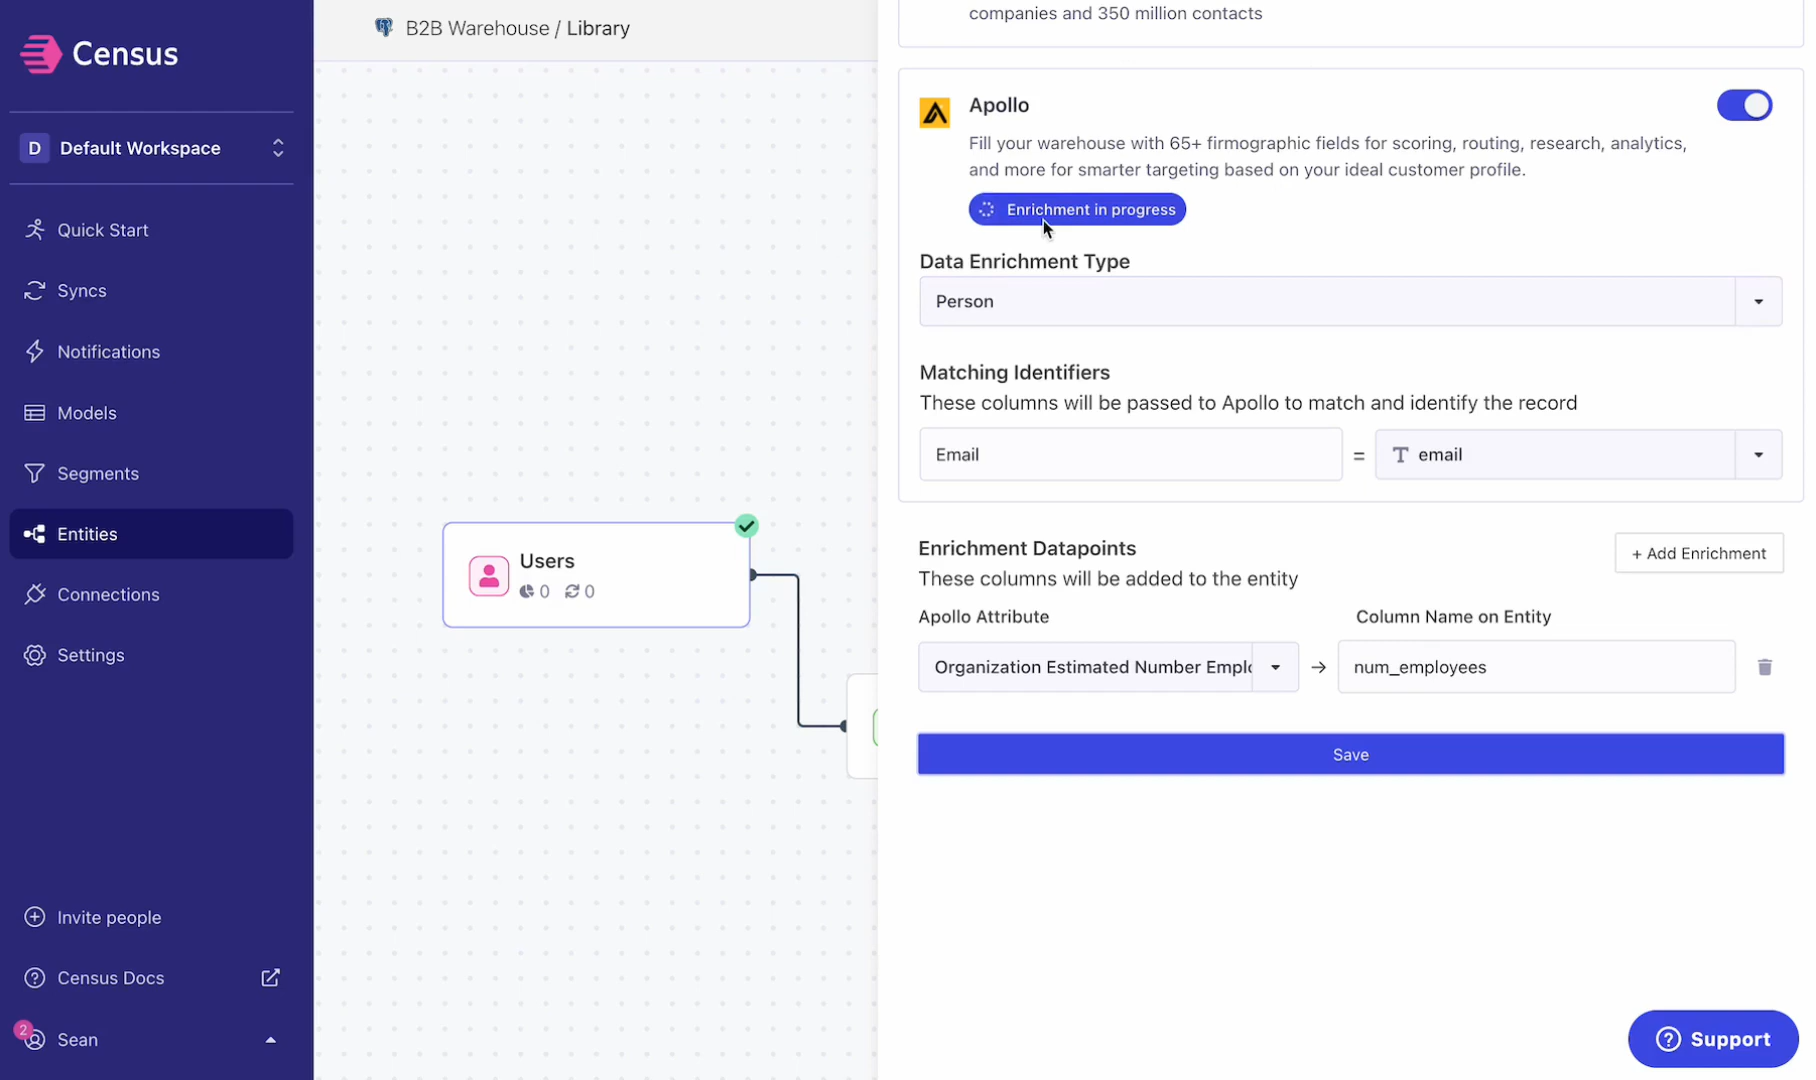 Census
D Default Workspace
Quick Start
Syncs
Notifications
Models
Segments
Entities
Connections
Settings
Invite people
Census Docs
2
Sean
B2B Warehouse / Library
Users
0 0
companies and 350 million contacts
Apollo
Fill your warehouse with 65+ firmographic fields for scoring, routing, research, analytics,
and more for smarter targeting based on your ideal customer profile.
Enrichment in progress
Data Enrichment Type
Person
Matching Identifiers
These columns will be passed to Apollo to match and identify the record
Email = T email
Enrichment Datapoints
+ Add Enrichment
These columns will be added to the entity
Apollo Attribute Column Name on Entity
Organization Estimated Number Emplo → num_employees
Save
Support